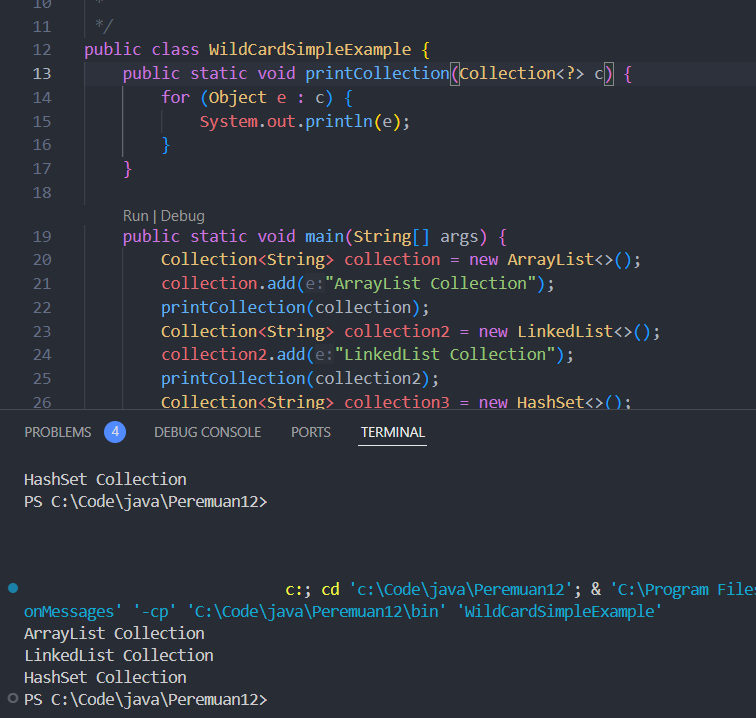 10 *
11 */
12 public class WildCardSimpleExample {
13 public static void printCollection(Collection<?> c) {
14 for (Object e : c) {
15 System.out.println(e);
16 }
17 }
18
Run | Debug
19 public static void main(String[] args) {
20 Collection<String> collection = new ArrayList<>();
21 collection.add(e:"ArrayList Collection");
22 printCollection(collection);
23 Collection<String> collection2 = new LinkedList<>();
24 collection2.add(e:"LinkedList Collection");
25 printCollection(collection2);
26 Collection<String> collection3 = new HashSet<>();
PROBLEMS 4 DEBUG CONSOLE PORTS TERMINAL
HashSet Collection
PS C:\Code\java\Peremuan12>
c:; cd 'c:\Code\java\Peremuan12'; & 'C:\Program Files
onMessages' '-cp' 'C:\Code\java\Peremuan12\bin' 'WildCardSimpleExample'
ArrayList Collection
LinkedList Collection
HashSet Collection
PS C:\Code\java\Peremuan12>